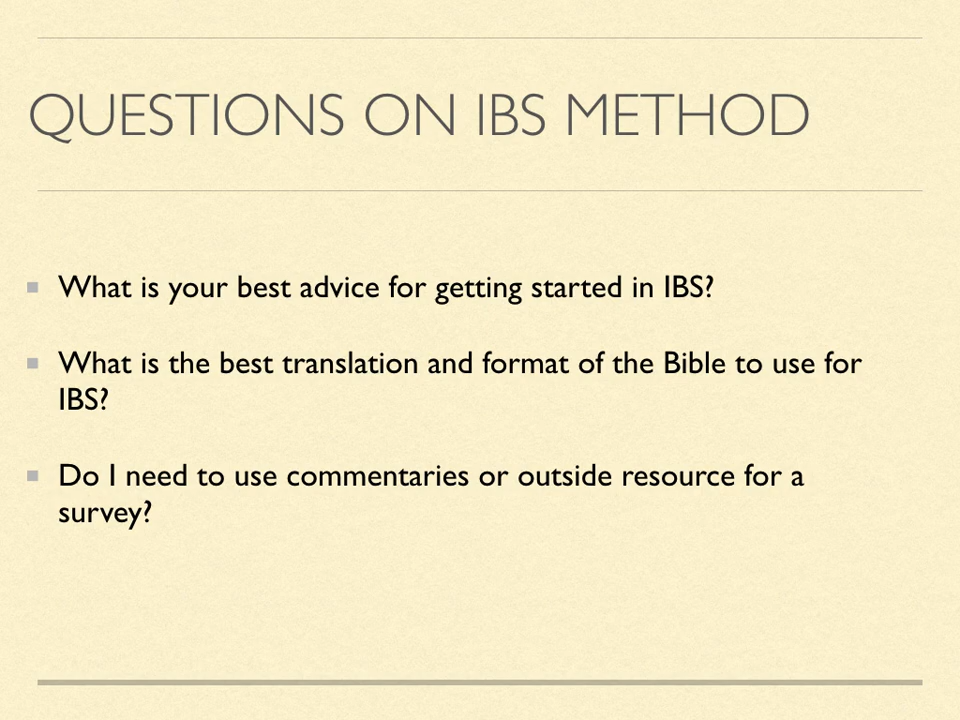 QUESTIONS ON IBS METHOD
What is your best advice for getting started in IBS?
What is the best translation and format of the Bible to use for
IBS?
Do I need to use commentaries or outside resource for a
survey?